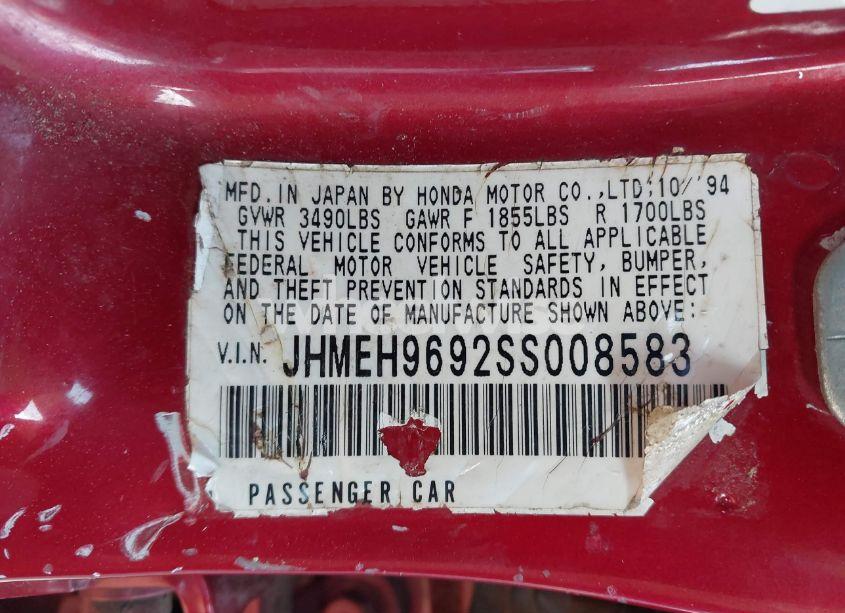 MFD.IN JAPAN BY HONDA MOTOR CO.,LTD;10/'94
GVWR 3490LBS GAWR F 1855LBS R 1700LBS
THIS VEHICLE CONFORMS TO ALL APPLICABLE
FEDERAL MOTOR VEHICLE SAFETY, BUMPER,
AND THEFT PREVENTION STANDARDS IN EFFECT
ON THE DATE OF MANUFACTURE SHOWN ABOVE:
V.I.N: JHMEH9692SS008583
PASSENGER CAR